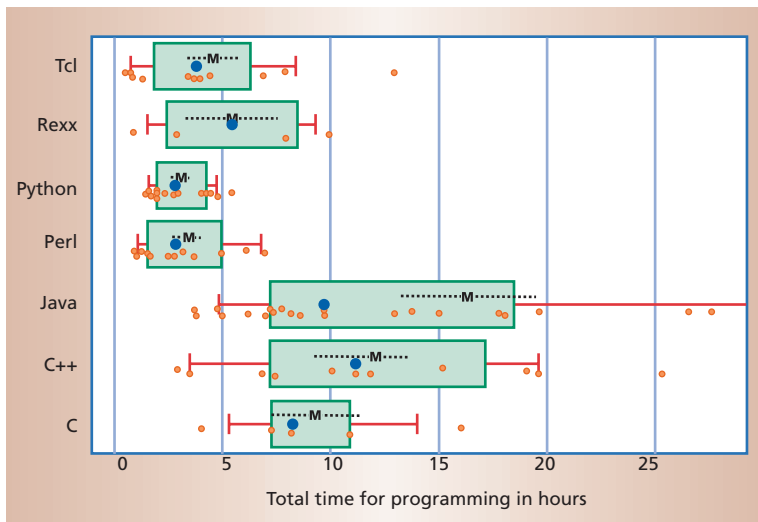 Tcl
M
Rexx
M
Python
M
Perl
M
Java
M
C++
M
C
M
0 5 10 15 20 25
Total time for programming in hours